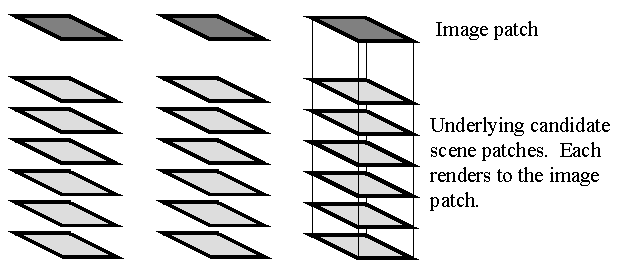 Image patch
Underlying candidate
scene patches.  Each
renders to the image
patch.